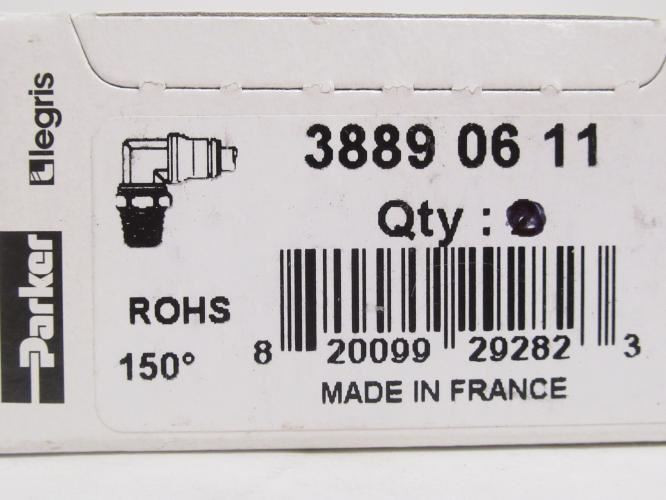 legris
Parker
3889 06 11
Qty :
ROHS
150°
8 20099 29282 3
MADE IN FRANCE